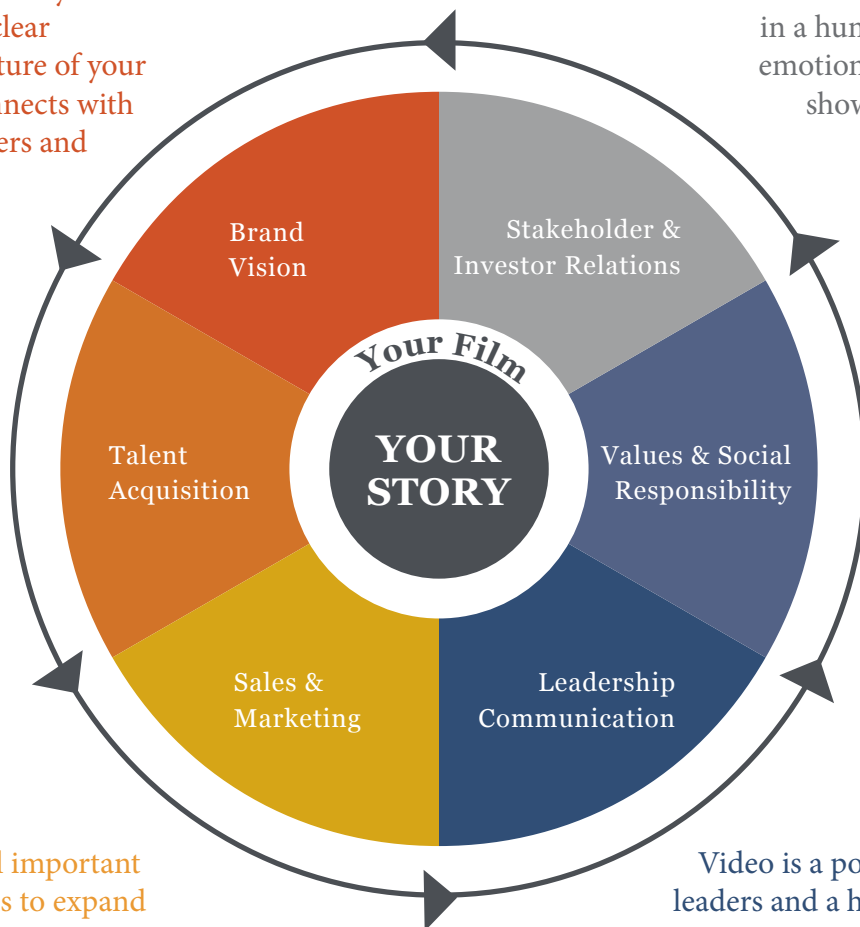 clear
ture of your
nnects with
ers and
in a hun
emotion
show
Brand
Vision
Stakeholder &
Investor Relations
Your Film
YOUR
STORY
Talent
Acquisition
Values & Social
Responsibility
Sales &
Marketing
Leadership
Communication
l important
s to expand
Video is a po
leaders and a h